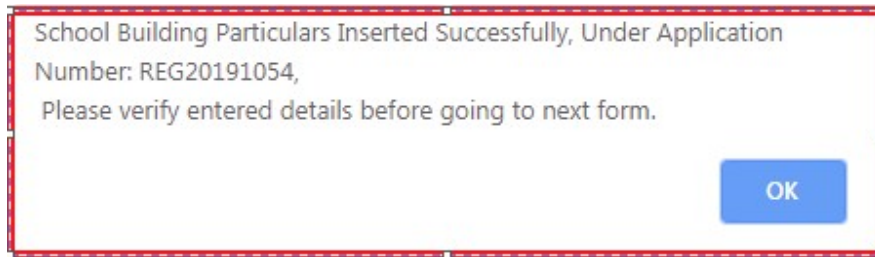 School Building Particulars Inserted Successfully, Under Application
Number: REG20191054,
Please verify entered details before going to next form.
OK